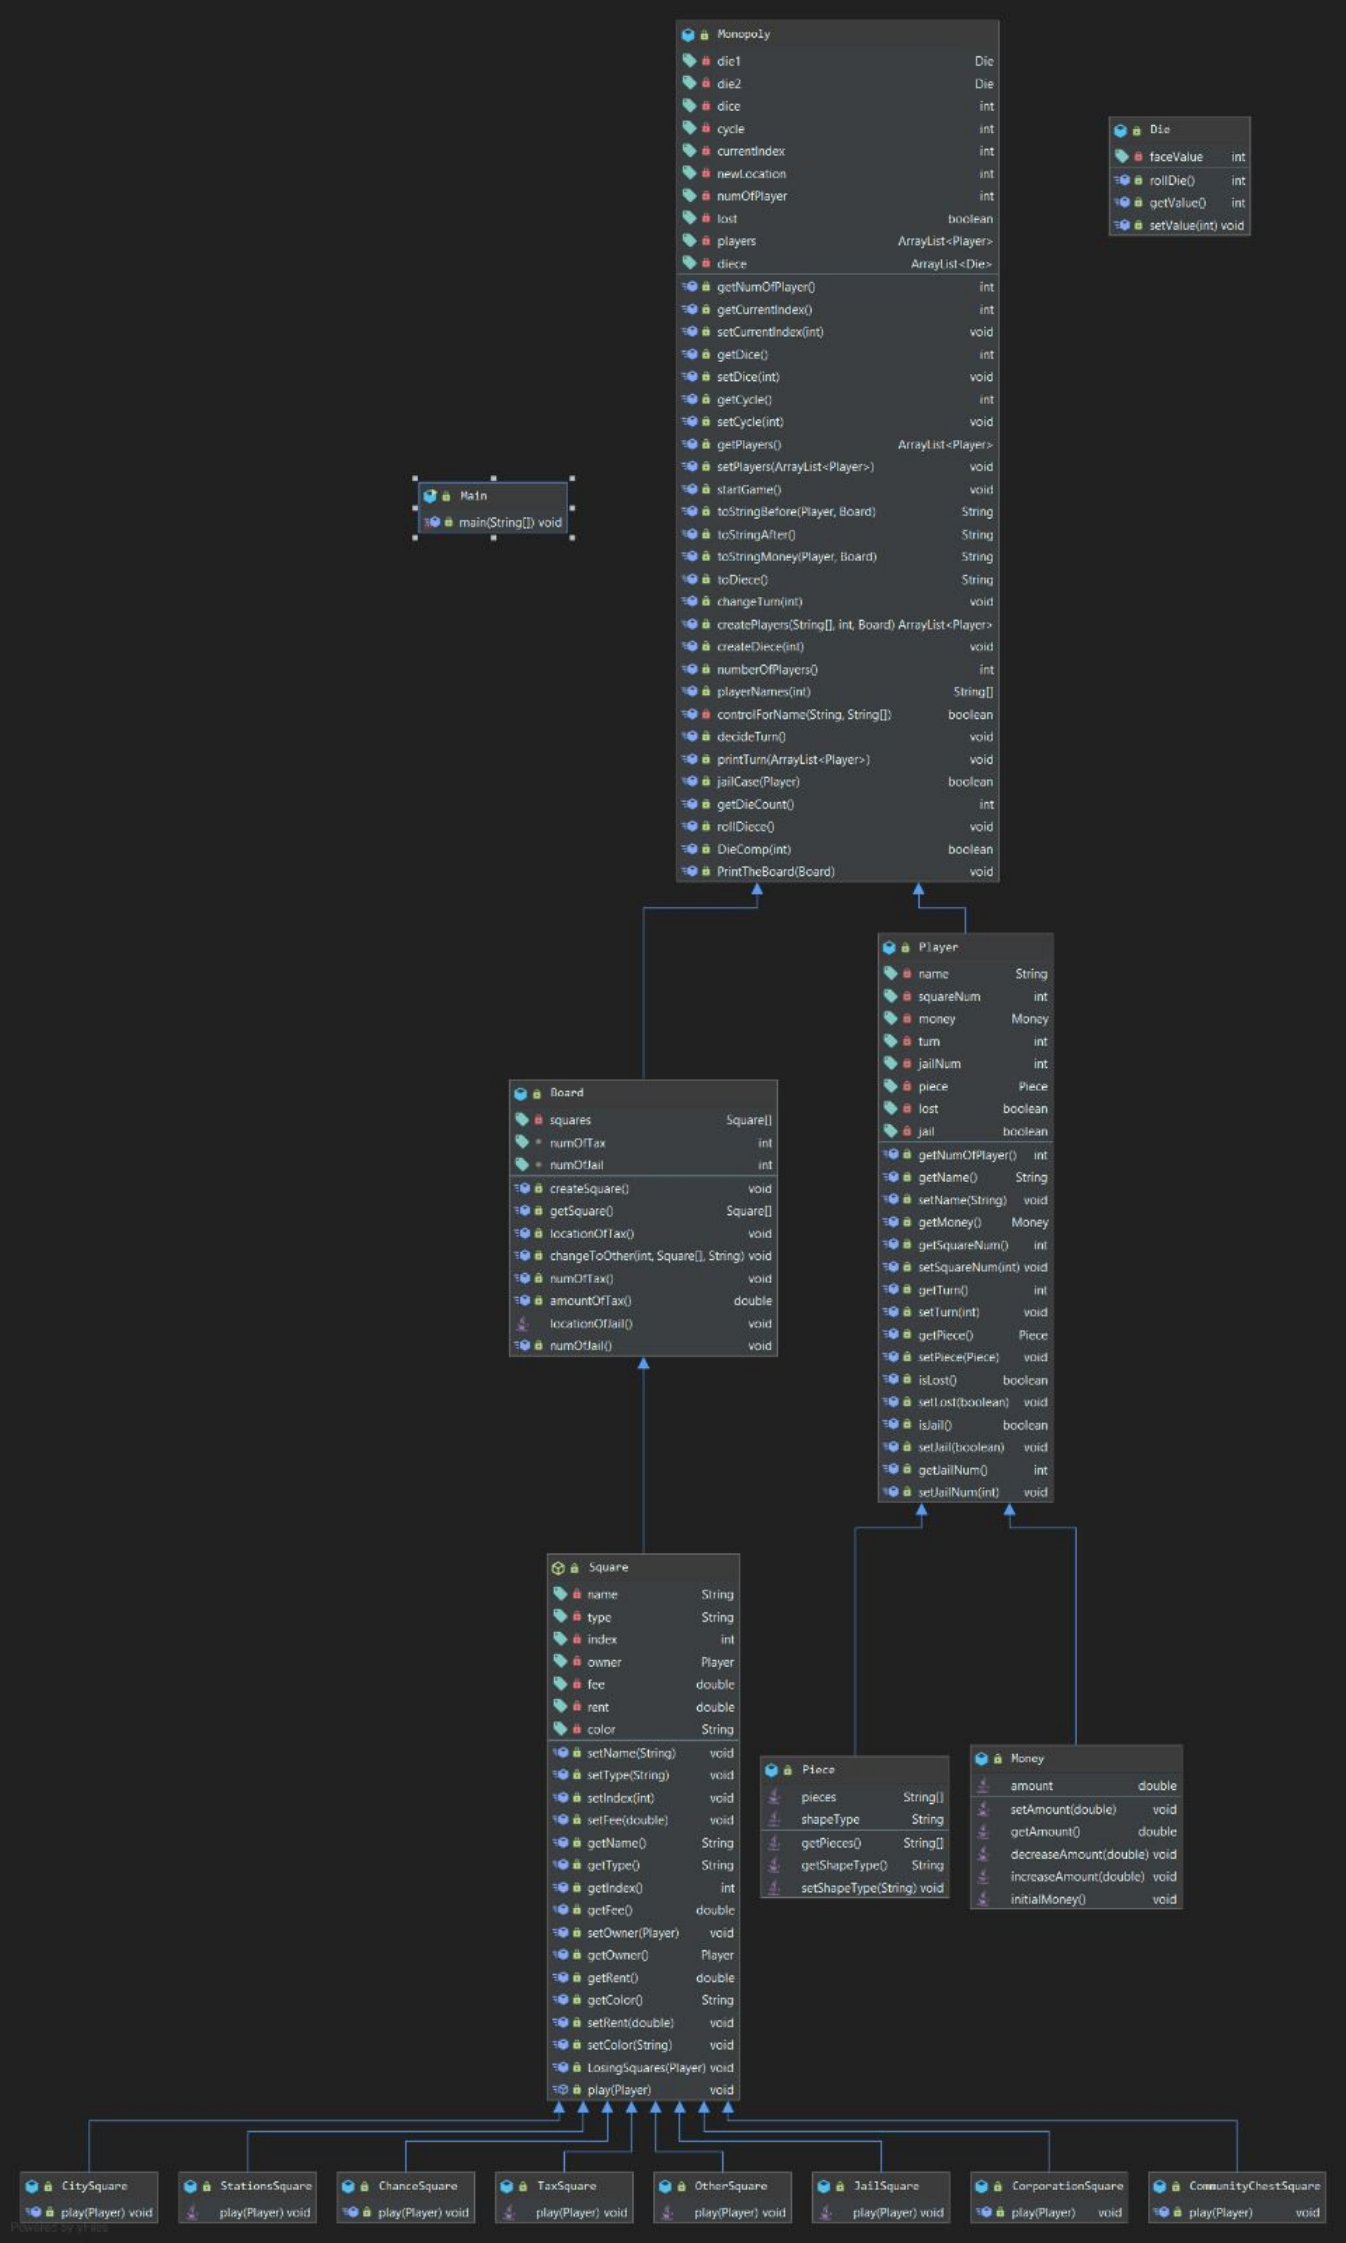 Monopoly
die1 Die
die2 Die
dice int
cycle int
currentIndex int
newLocation int
numOfPlayer int
lost boolean
players ArrayList<Player>
diece ArrayList<Die>
getNumOfPlayer() int
getCurrentIndex() int
setCurrentIndex(int) void
getDice() int
setDice(int) void
getCycle() int
setCycle(int) void
getPlayers() ArrayList<Player>
setPlayers(ArrayList<Player>) void
startGame() void
toStringBefore(Player, Board) String
toStringAfter() String
toStringMoney(Player, Board) String
toDiece() String
changeTurn(int) void
createPlayers(String[], int, Board) ArrayList<Player>
createDiece(int) void
numberOfPlayers() int
playerNames(int) String[]
controlForName(String, String[]) boolean
decideTurn() void
printTurn(ArrayList<Player>) void
jailCase(Player) boolean
getDieCount() int
rollDiece() void
DieComp(int) boolean
PrintTheBoard(Board) void
Die
faceValue int
rollDie() int
getValue() int
setValue(int) void
Main
main(String[]) void
Player
name String
squareNum int
money Money
turn int
jailNum int
piece Piece
lost boolean
jail boolean
getNumOfPlayer() int
getName() String
setName(String) void
getMoney() Money
getSquareNum() int
setSquareNum(int) void
getTurn() int
setTurn(int) void
getPiece() Piece
setPiece(Piece) void
isLost() boolean
setLost(boolean) void
isJail() boolean
setJail(boolean) void
getJailNum() int
setJailNum(int) void
Board
squares Square[]
numOfTax int
numOfJail int
createSquare() void
getSquare() Square[]
locationOfTax() void
changeToOther(int, Square[], String) void
numOfTax() void
amountOfTax() double
locationOfJail() void
numOfJail() void
Square
name String
type String
index int
owner Player
fee double
rent double
color String
setName(String) void
setType(String) void
setIndex(int) void
setFee(double) void
getName() String
getType() String
getIndex() int
getFee() double
setOwner(Player) void
getOwner() Player
getRent() double
getColor() String
setRent(double) void
setColor(String) void
LosingSquares(Player) void
play(Player) void
Piece
pieces String[]
shapeType String
getPieces() String[]
getShapeType() String
setShapeType(String) void
Money
amount double
setAmount(double) void
getAmount() double
decreaseAmount(double) void
increaseAmount(double) void
initialMoney() void
CitySquare
play(Player) void
StationsSquare
play(Player) void
ChanceSquare
play(Player) void
TaxSquare
play(Player) void
OtherSquare
play(Player) void
JailSquare
play(Player) void
CorporationSquare
play(Player) void
CommunityChestSquare
play(Player) void
Powered by yFiles